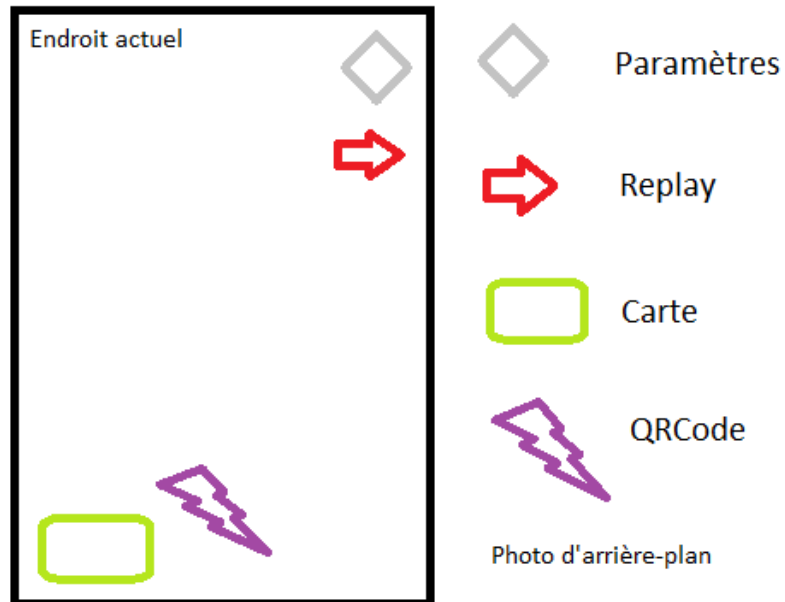 Endroit actuel
Paramètres
Replay
Carte
QRCode
Photo d'arrière-plan